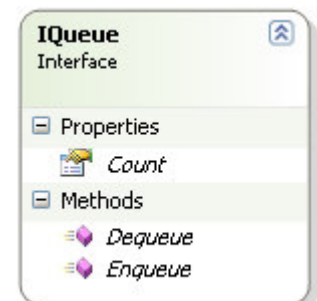 IQueue
Interface
Properties
Count
Methods
Dequeue
Enqueue